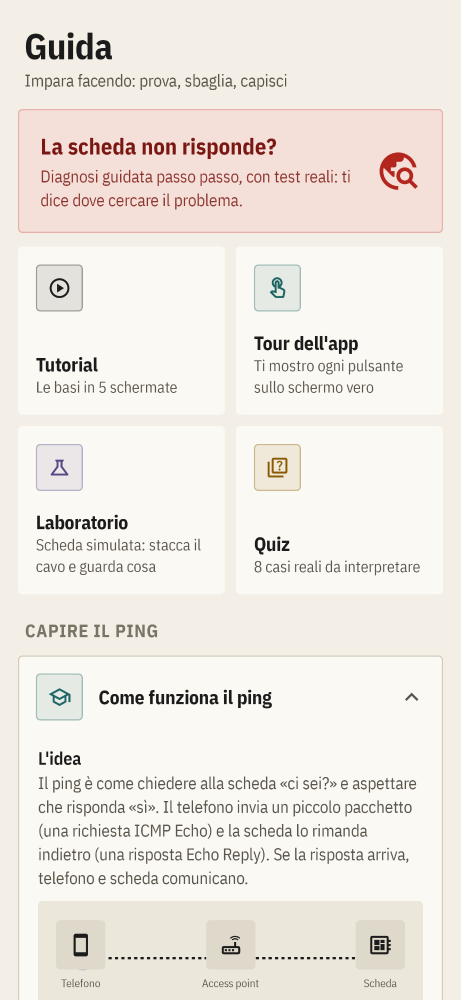 Guida
Impara facendo: prova, sbaglia, capisci
La scheda non risponde?
Diagnosi guidata passo passo, con test reali: ti
dice dove cercare il problema.
Tutorial
Le basi in 5 schermate
Tour dell'app
Ti mostro ogni pulsante
sullo schermo vero
Laboratorio
Scheda simulata: stacca il
cavo e guarda cosa
Quiz
8 casi reali da interpretare
CAPIRE IL PING
Come funziona il ping
L'idea
Il ping è come chiedere alla scheda «ci sei?» e aspettare
che risponda «sì». Il telefono invia un piccolo pacchetto
(una richiesta ICMP Echo) e la scheda lo rimanda
indietro (una risposta Echo Reply). Se la risposta arriva,
telefono e scheda comunicano.
Telefono
Access point
Scheda